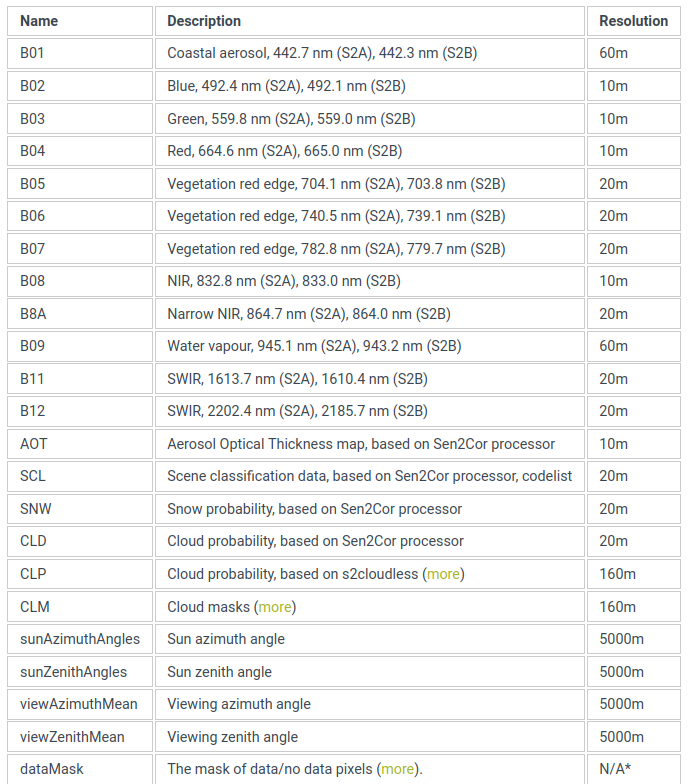 Name Description Resolution
B01 Coastal aerosol, 442.7 nm (S2A), 442.3 nm (S2B) 60m
B02 Blue, 492.4 nm (S2A), 492.1 nm (S2B) 10m
B03 Green, 559.8 nm (S2A), 559.0 nm (S2B) 10m
B04 Red, 664.6 nm (S2A), 665.0 nm (S2B) 10m
B05 Vegetation red edge, 704.1 nm (S2A), 703.8 nm (S2B) 20m
B06 Vegetation red edge, 740.5 nm (S2A), 739.1 nm (S2B) 20m
B07 Vegetation red edge, 782.8 nm (S2A), 779.7 nm (S2B) 20m
B08 NIR, 832.8 nm (S2A), 833.0 nm (S2B) 10m
B8A Narrow NIR, 864.7 nm (S2A), 864.0 nm (S2B) 20m
B09 Water vapour, 945.1 nm (S2A), 943.2 nm (S2B) 60m
B11 SWIR, 1613.7 nm (S2A), 1610.4 nm (S2B) 20m
B12 SWIR, 2202.4 nm (S2A), 2185.7 nm (S2B) 20m
AOT Aerosol Optical Thickness map, based on Sen2Cor processor 10m
SCL Scene classification data, based on Sen2Cor processor, codelist 20m
SNW Snow probability, based on Sen2Cor processor 20m
CLD Cloud probability, based on Sen2Cor processor 20m
CLP Cloud probability, based on s2cloudless (more) 160m
CLM Cloud masks (more) 160m
sunAzimuthAngles Sun azimuth angle 5000m
sunZenithAngles Sun zenith angle 5000m
viewAzimuthMean Viewing azimuth angle 5000m
viewZenithMean Viewing zenith angle 5000m
dataMask The mask of data/no data pixels (more). N/A*